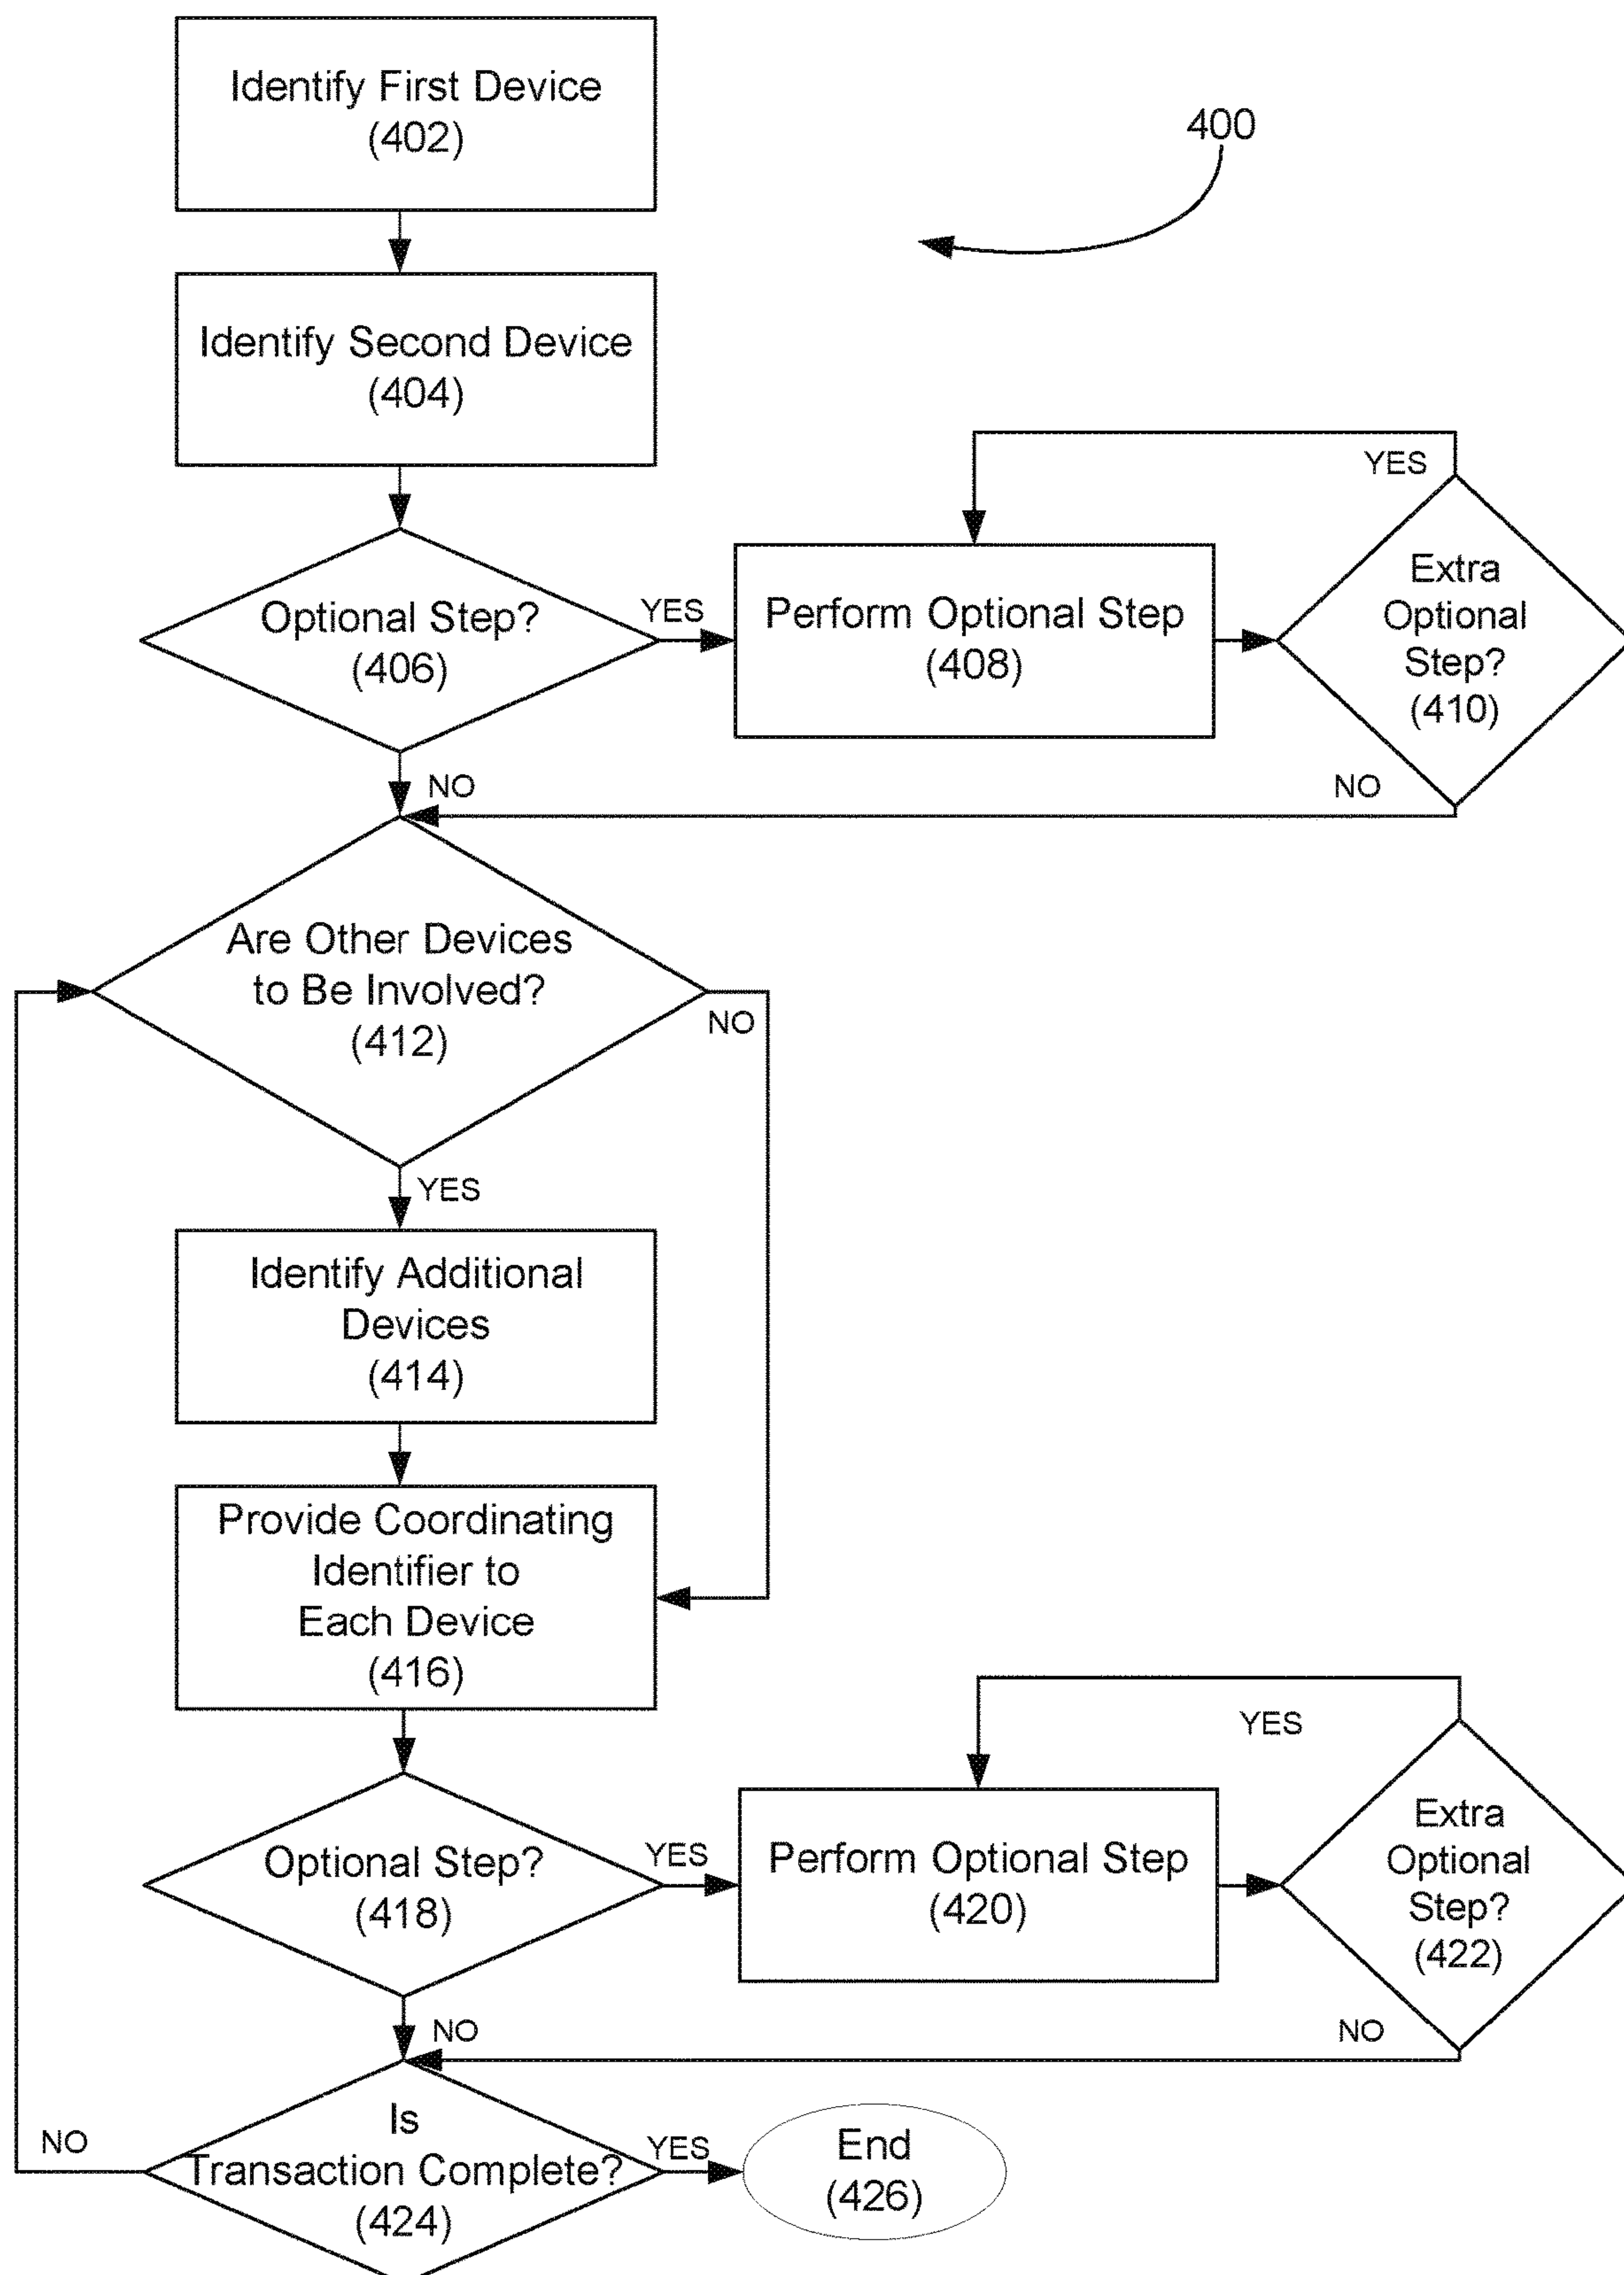 Identify First Device
(402)
400
Identify Second Device
(404)
YES
Optional Step?
(406)
YES
Perform Optional Step
(408)
Extra
Optional
Step?
(410)
NO
NO
Are Other Devices
to Be Involved?
(412)
NO
YES
Identify Additional
Devices
(414)
Provide Coordinating
Identifier to
Each Device
(416)
YES
Optional Step?
(418)
YES
Perform Optional Step
(420)
Extra
Optional
Step?
(422)
NO
NO
Is
Transaction Complete?
(424)
NO
YES
End
(426)